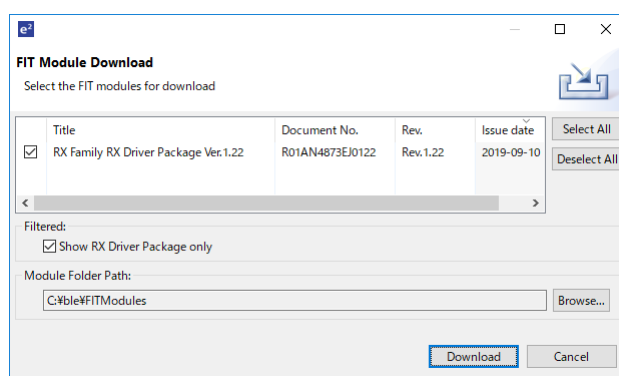 e²
FIT Module Download
Select the FIT modules for download
Title Document No. Rev. Issue date
RX Family RX Driver Package Ver.1.22 R01AN4873EJ0122 Rev.1.22 2019-09-10
Select All
Deselect All
Filtered:
Show RX Driver Package only
Module Folder Path:
C:¥ble¥FITModules
Browse...
Download Cancel